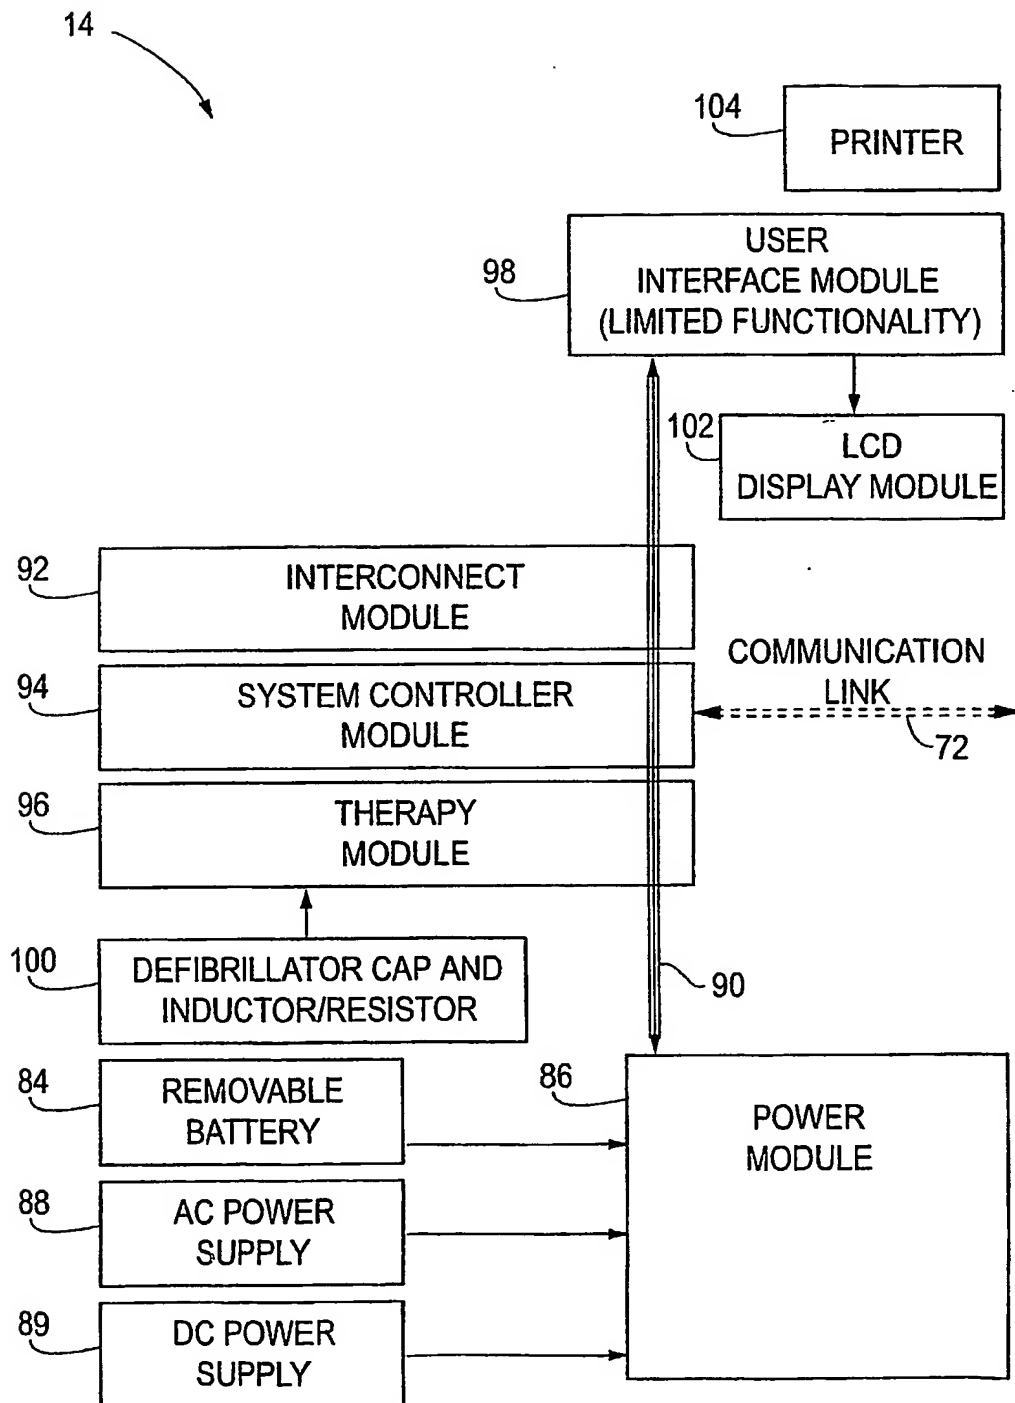 14
104
PRINTER
98
USER
INTERFACE MODULE
(LIMITED FUNCTIONALITY)
102
LCD
DISPLAY MODULE
92
INTERCONNECT
MODULE
94
SYSTEM CONTROLLER
MODULE
COMMUNICATION
LINK
72
96
THERAPY
MODULE
100
DEFIBRILLATOR CAP AND
INDUCTOR/RESISTOR
90
84
REMOVABLE
BATTERY
86
POWER
MODULE
88
AC POWER
SUPPLY
89
DC POWER
SUPPLY